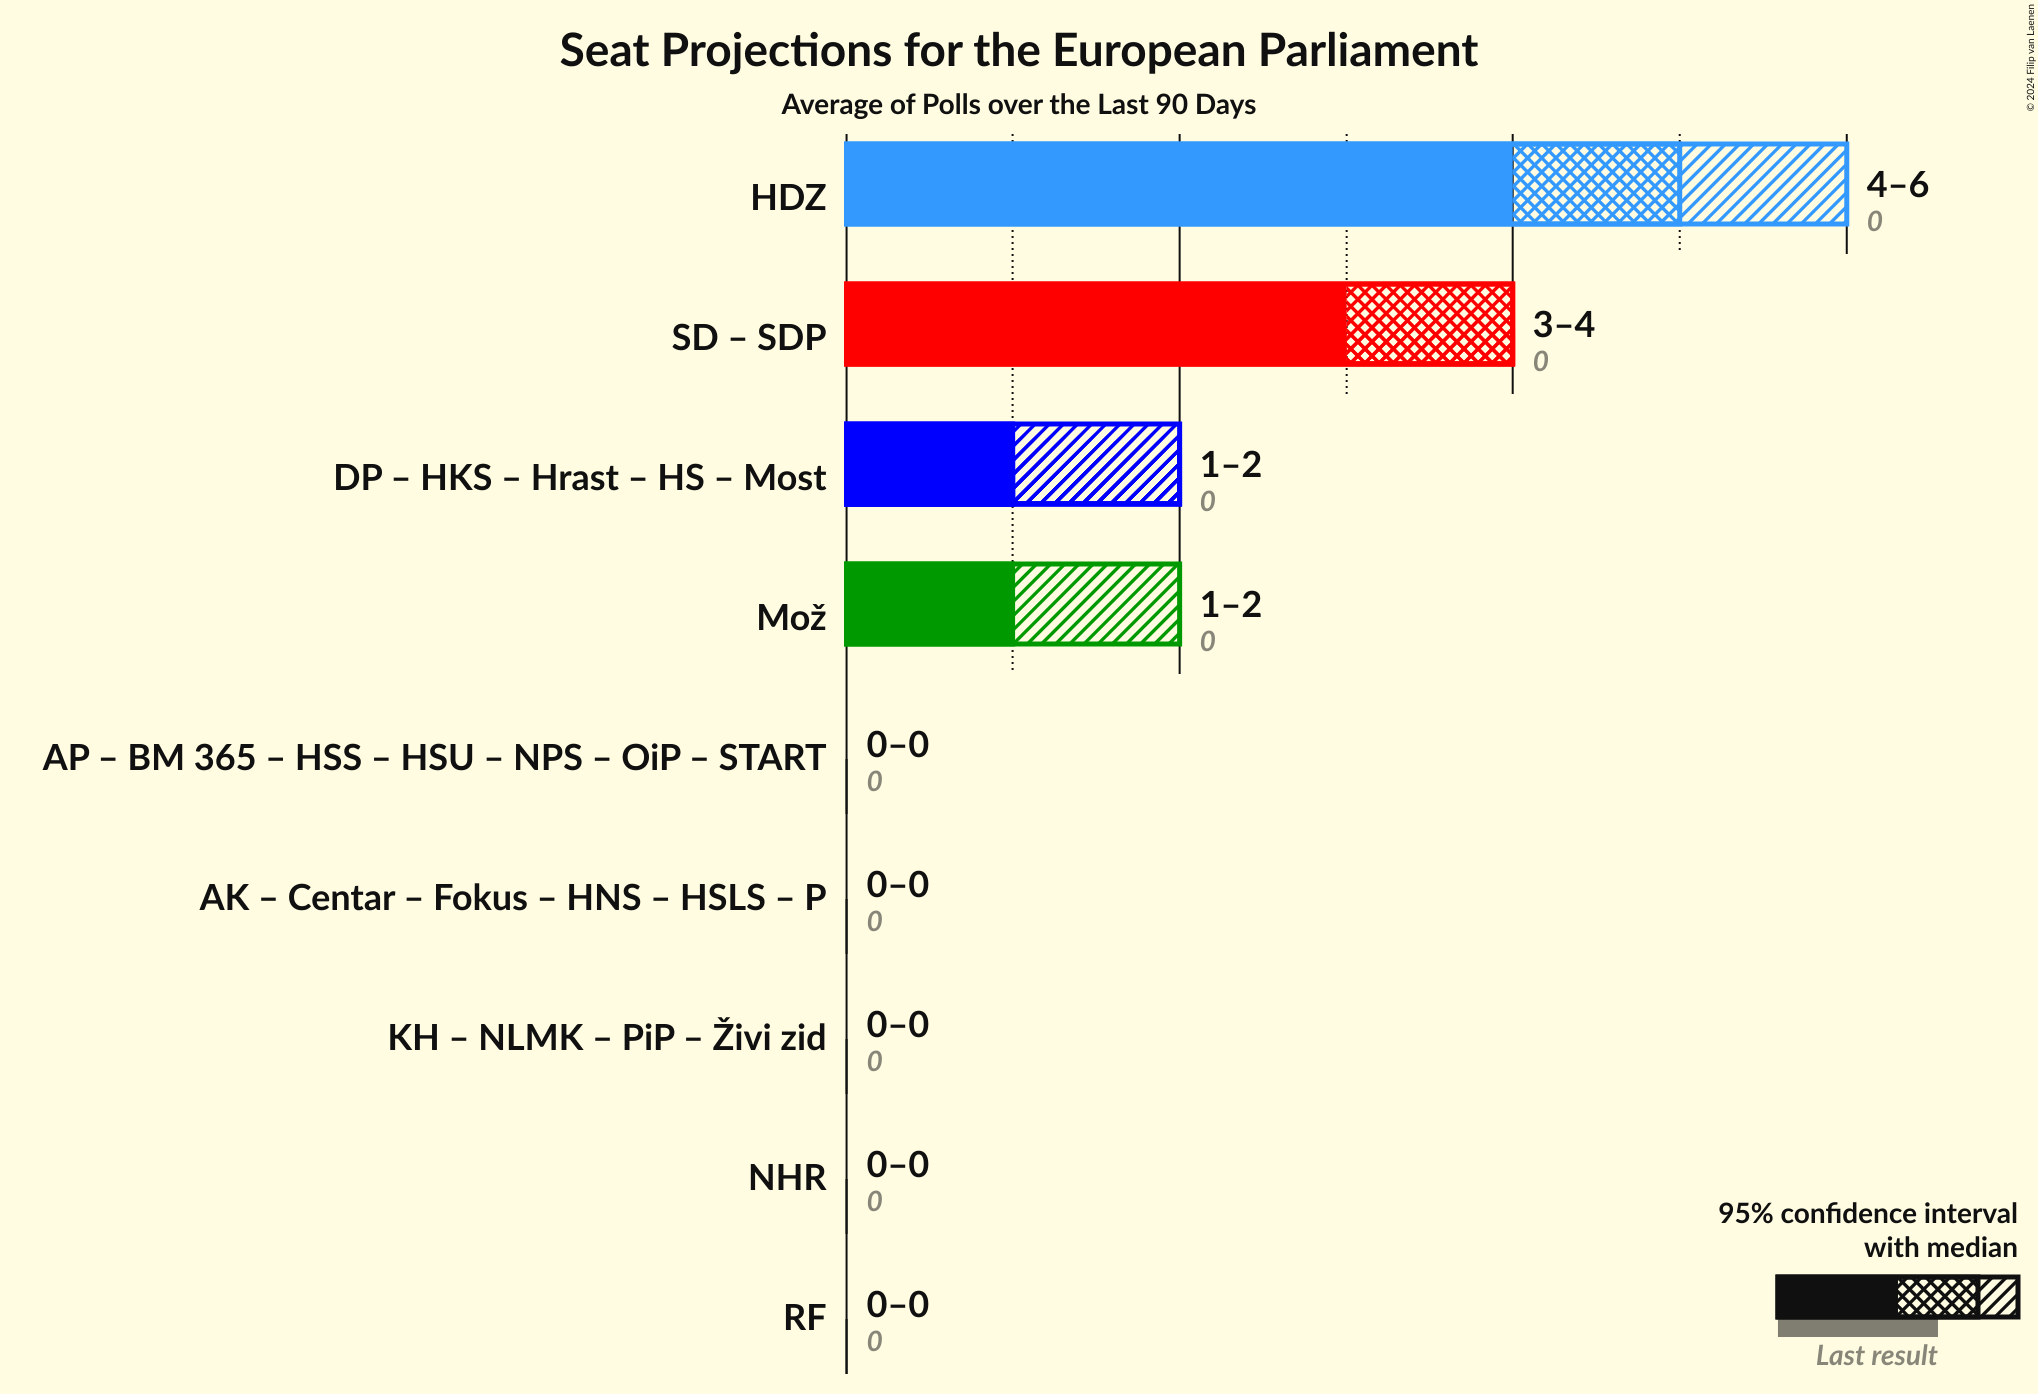 Seat Projections for the European Parliament
Average of Polls over the Last 90 Days
© 2024 Filip van Laenen
HDZ
4–6
0
SD – SDP
3–4
0
DP – HKS – Hrast – HS – Most
1–2
0
Mož
1–2
0
AP – BM 365 – HSS – HSU – NPS – OiP – START
0–0
0
AK – Centar – Fokus – HNS – HSLS – P
0–0
0
KH – NLMK – PiP – Živi zid
0–0
0
NHR
0–0
0
RF
0–0
0
95% confidence interval
with median
Last result